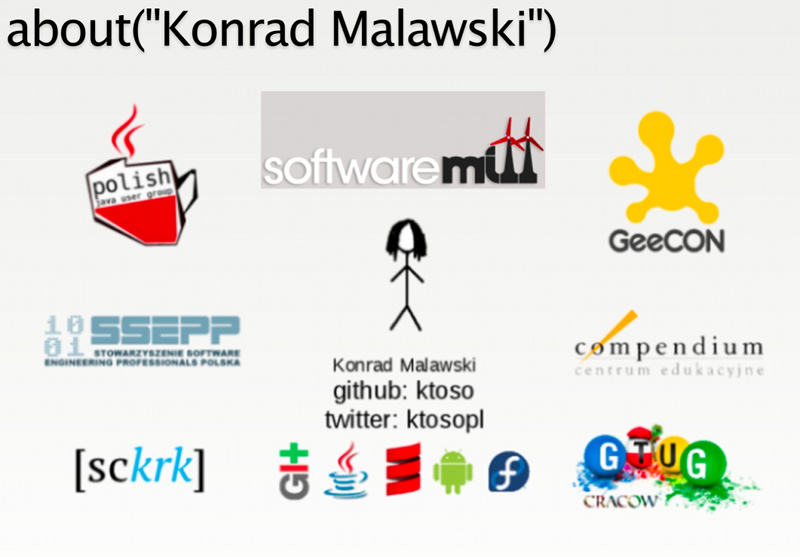 about("Konrad Malawski")
polish
java user group
softwaremill
GeeCON
10 SSEPP
01 STOWARZYSZENIE SOFTWARE
ENGINEERING PROFESSIONALS POLSKA
compendium
centrum edukacyjne
Konrad Malawski
github: ktoso
twitter: ktosopl
[sckrk]
Git
GTUG
CRACOW